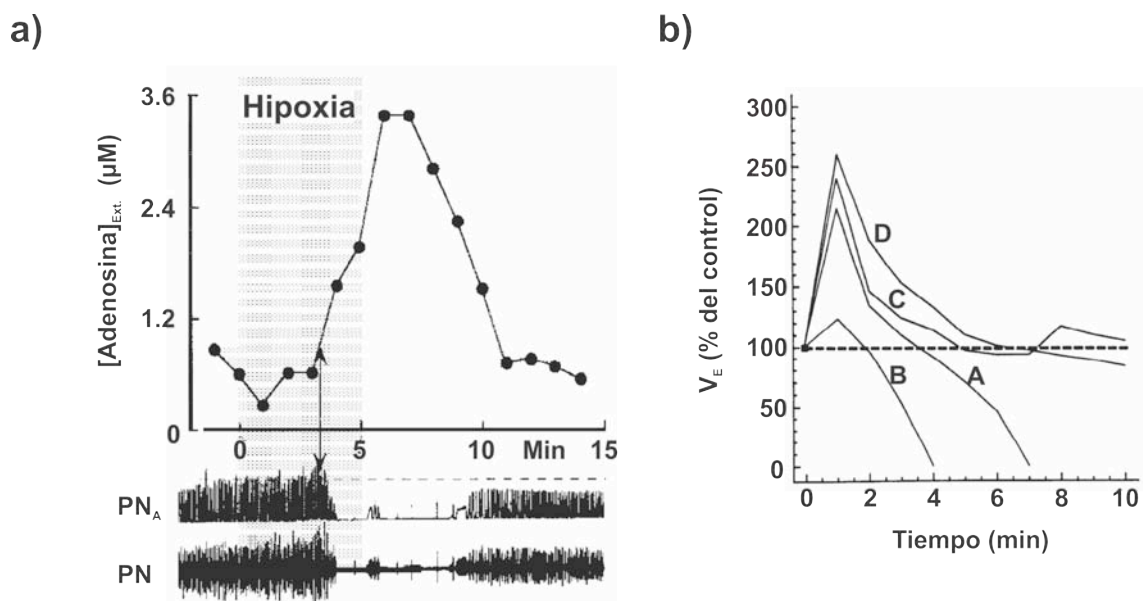 a)
Hipoxia
[Adenosina]Ext. (µM)
3.6
2.4
1.2
0
0 5 10 Min 15
PNA
PN
b)
VE (% del control)
300
250
200
150
100
50
0
D
C
B
A
0 2 4 6 8 10
Tiempo (min)